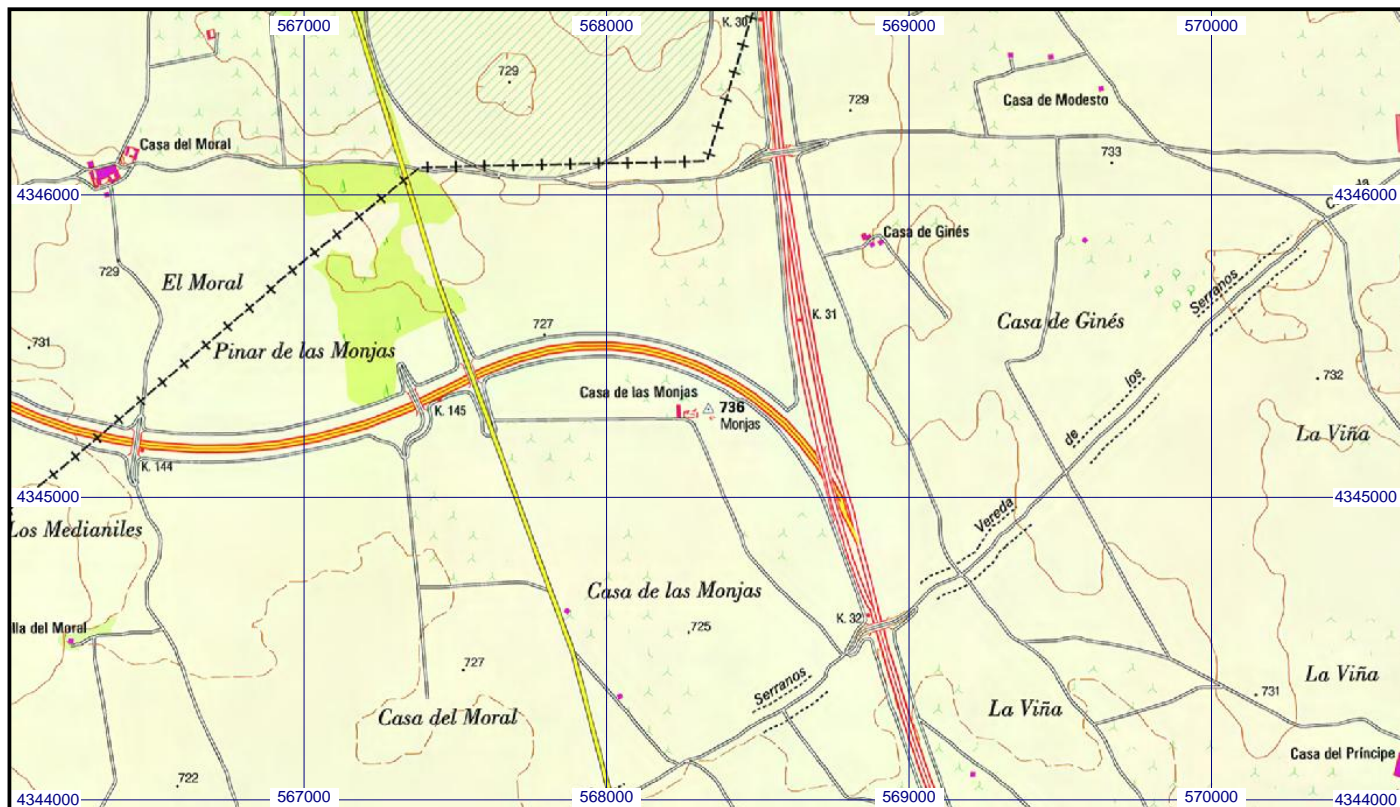 567000
568000
569000
570000
K. 30
729
Casa de Modesto
729
Casa del Moral
733
4346000
4346000
Casa de Ginés
729
El Moral
Serranos
K. 31
Casa de Ginés
727
731
Pinar de las Monjas
732
los
Casa de las Monjas
736
Monjas
K. 145
de
La Viña
K. 144
4345000
4345000
Vereda
Los Medianiles
Casa de las Monjas
K. 32
lla del Moral
725
727
Serranos
La Viña
731
Casa del Moral
La Viña
Casa del Príncipe
722
4344000
567000
568000
569000
570000
4344000